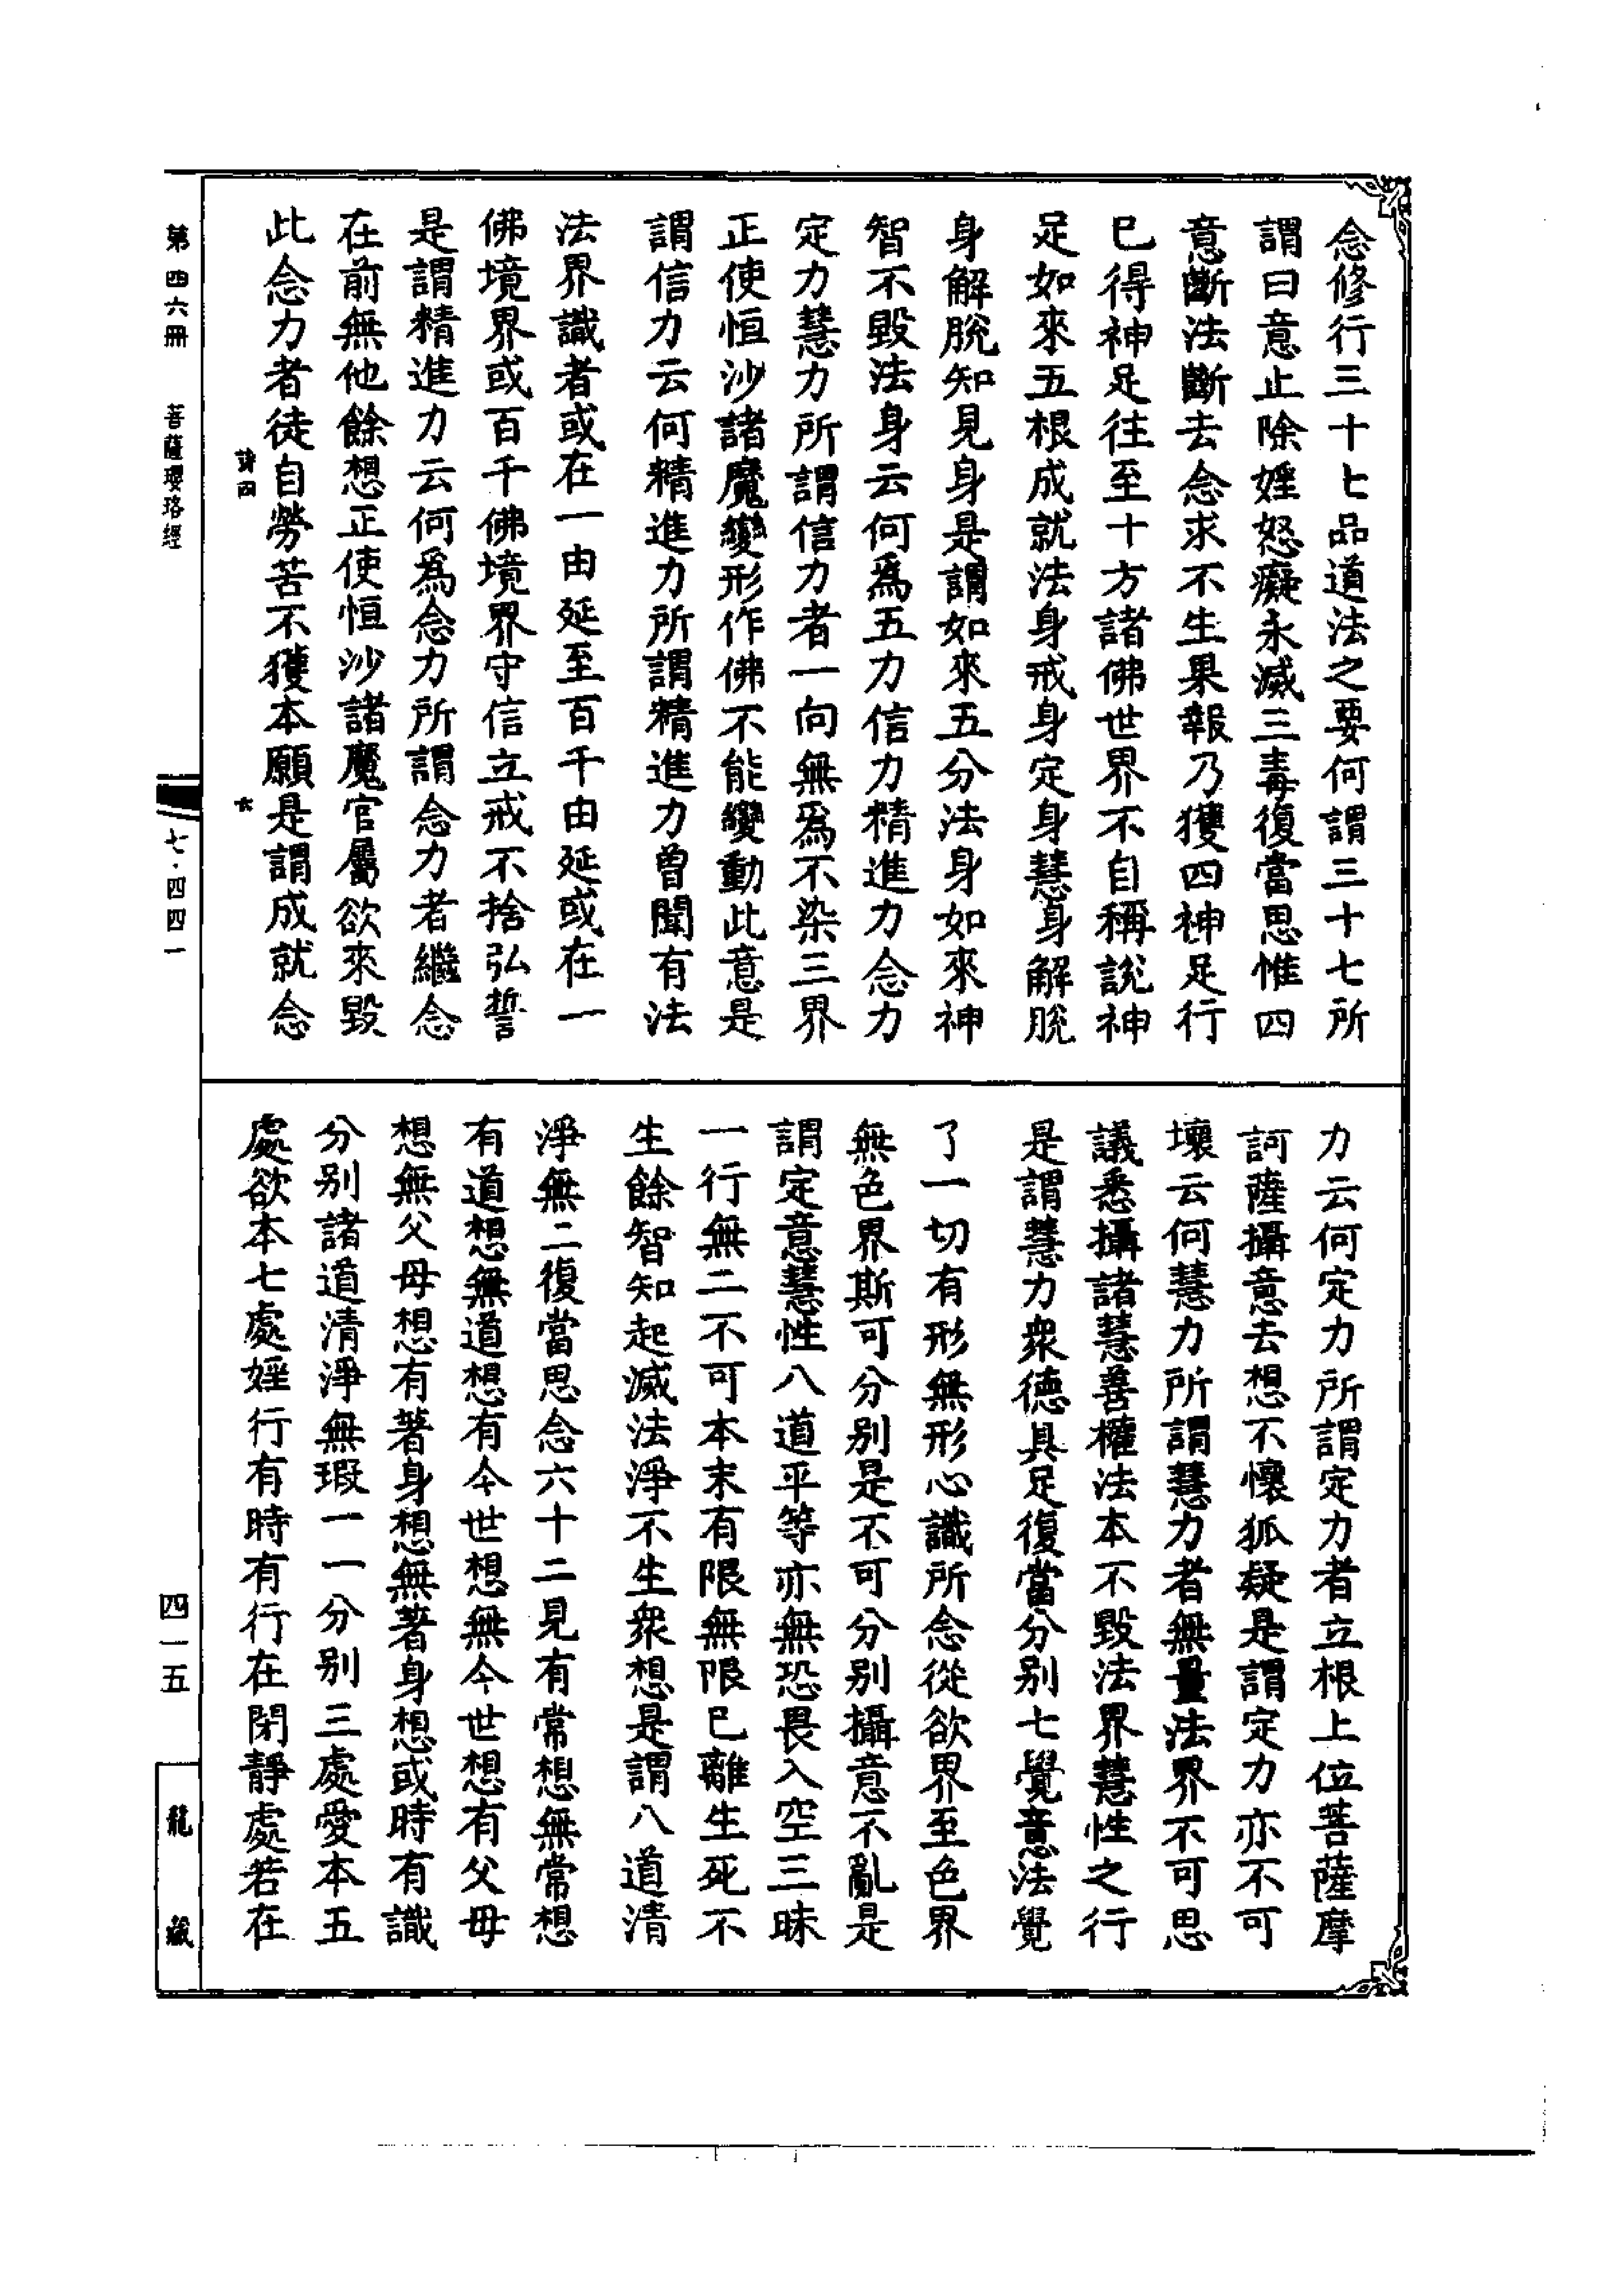 念修行三十七品道法之要何謂三十七所
謂曰意止除婬怒癡永滅三毒復當思惟四
意斷法斷去念求不生果報乃獲四神足行
已得神足往至十方諸佛世界不自稱說神
足如來五根成就法身戒身定身慧身解脫
身解脫知見身是謂如來五分法身如來神
智不毀法身云何爲五力信力精進力念力
定力慧力所謂信力者一向無爲不染三界
正使恒沙諸魔變形作佛不能變動此意是
謂信力云何精進力所謂精進力曾聞有法
法界識者或在一由延至百千由延或在一
佛境界或百千佛境界守信立戒不捨弘誓
是謂精進力云何爲念力所謂念力者繼念
在前無他餘想正使恒沙諸魔官屬欲來毀
此念力者徒自勞苦不獲本願是謂成就念
力云何定力所謂定力者立根上位菩薩摩
訶薩攝意去想不懷狐疑是謂定力亦不可
壞云何慧力所謂慧力者無量法界不可思
議悉攝諸慧善權法本不毀法界慧性之行
是謂慧力衆德具足復當分別七覺意法覺
了一切有形無形心識所念從欲界至色界
無色界斯可分別是不可分別攝意不亂是
謂定意慧性八道平等亦無恐畏入空三昧
一行無二不可本末有限無限已離生死不
生餘智知起滅法淨不生衆想是謂八道清
淨無二復當思念六十二見有常想無常想
有道想無道想有今世想無今世想有父母
想無父母想有著身想無著身想或時有識
分別諸道清淨無瑕一一分別三處愛本五
處欲本七處婬行有時有行在閑靜處若在
第四六冊
菩薩瓔珞經
六
七·四四一
四一五
龍藏